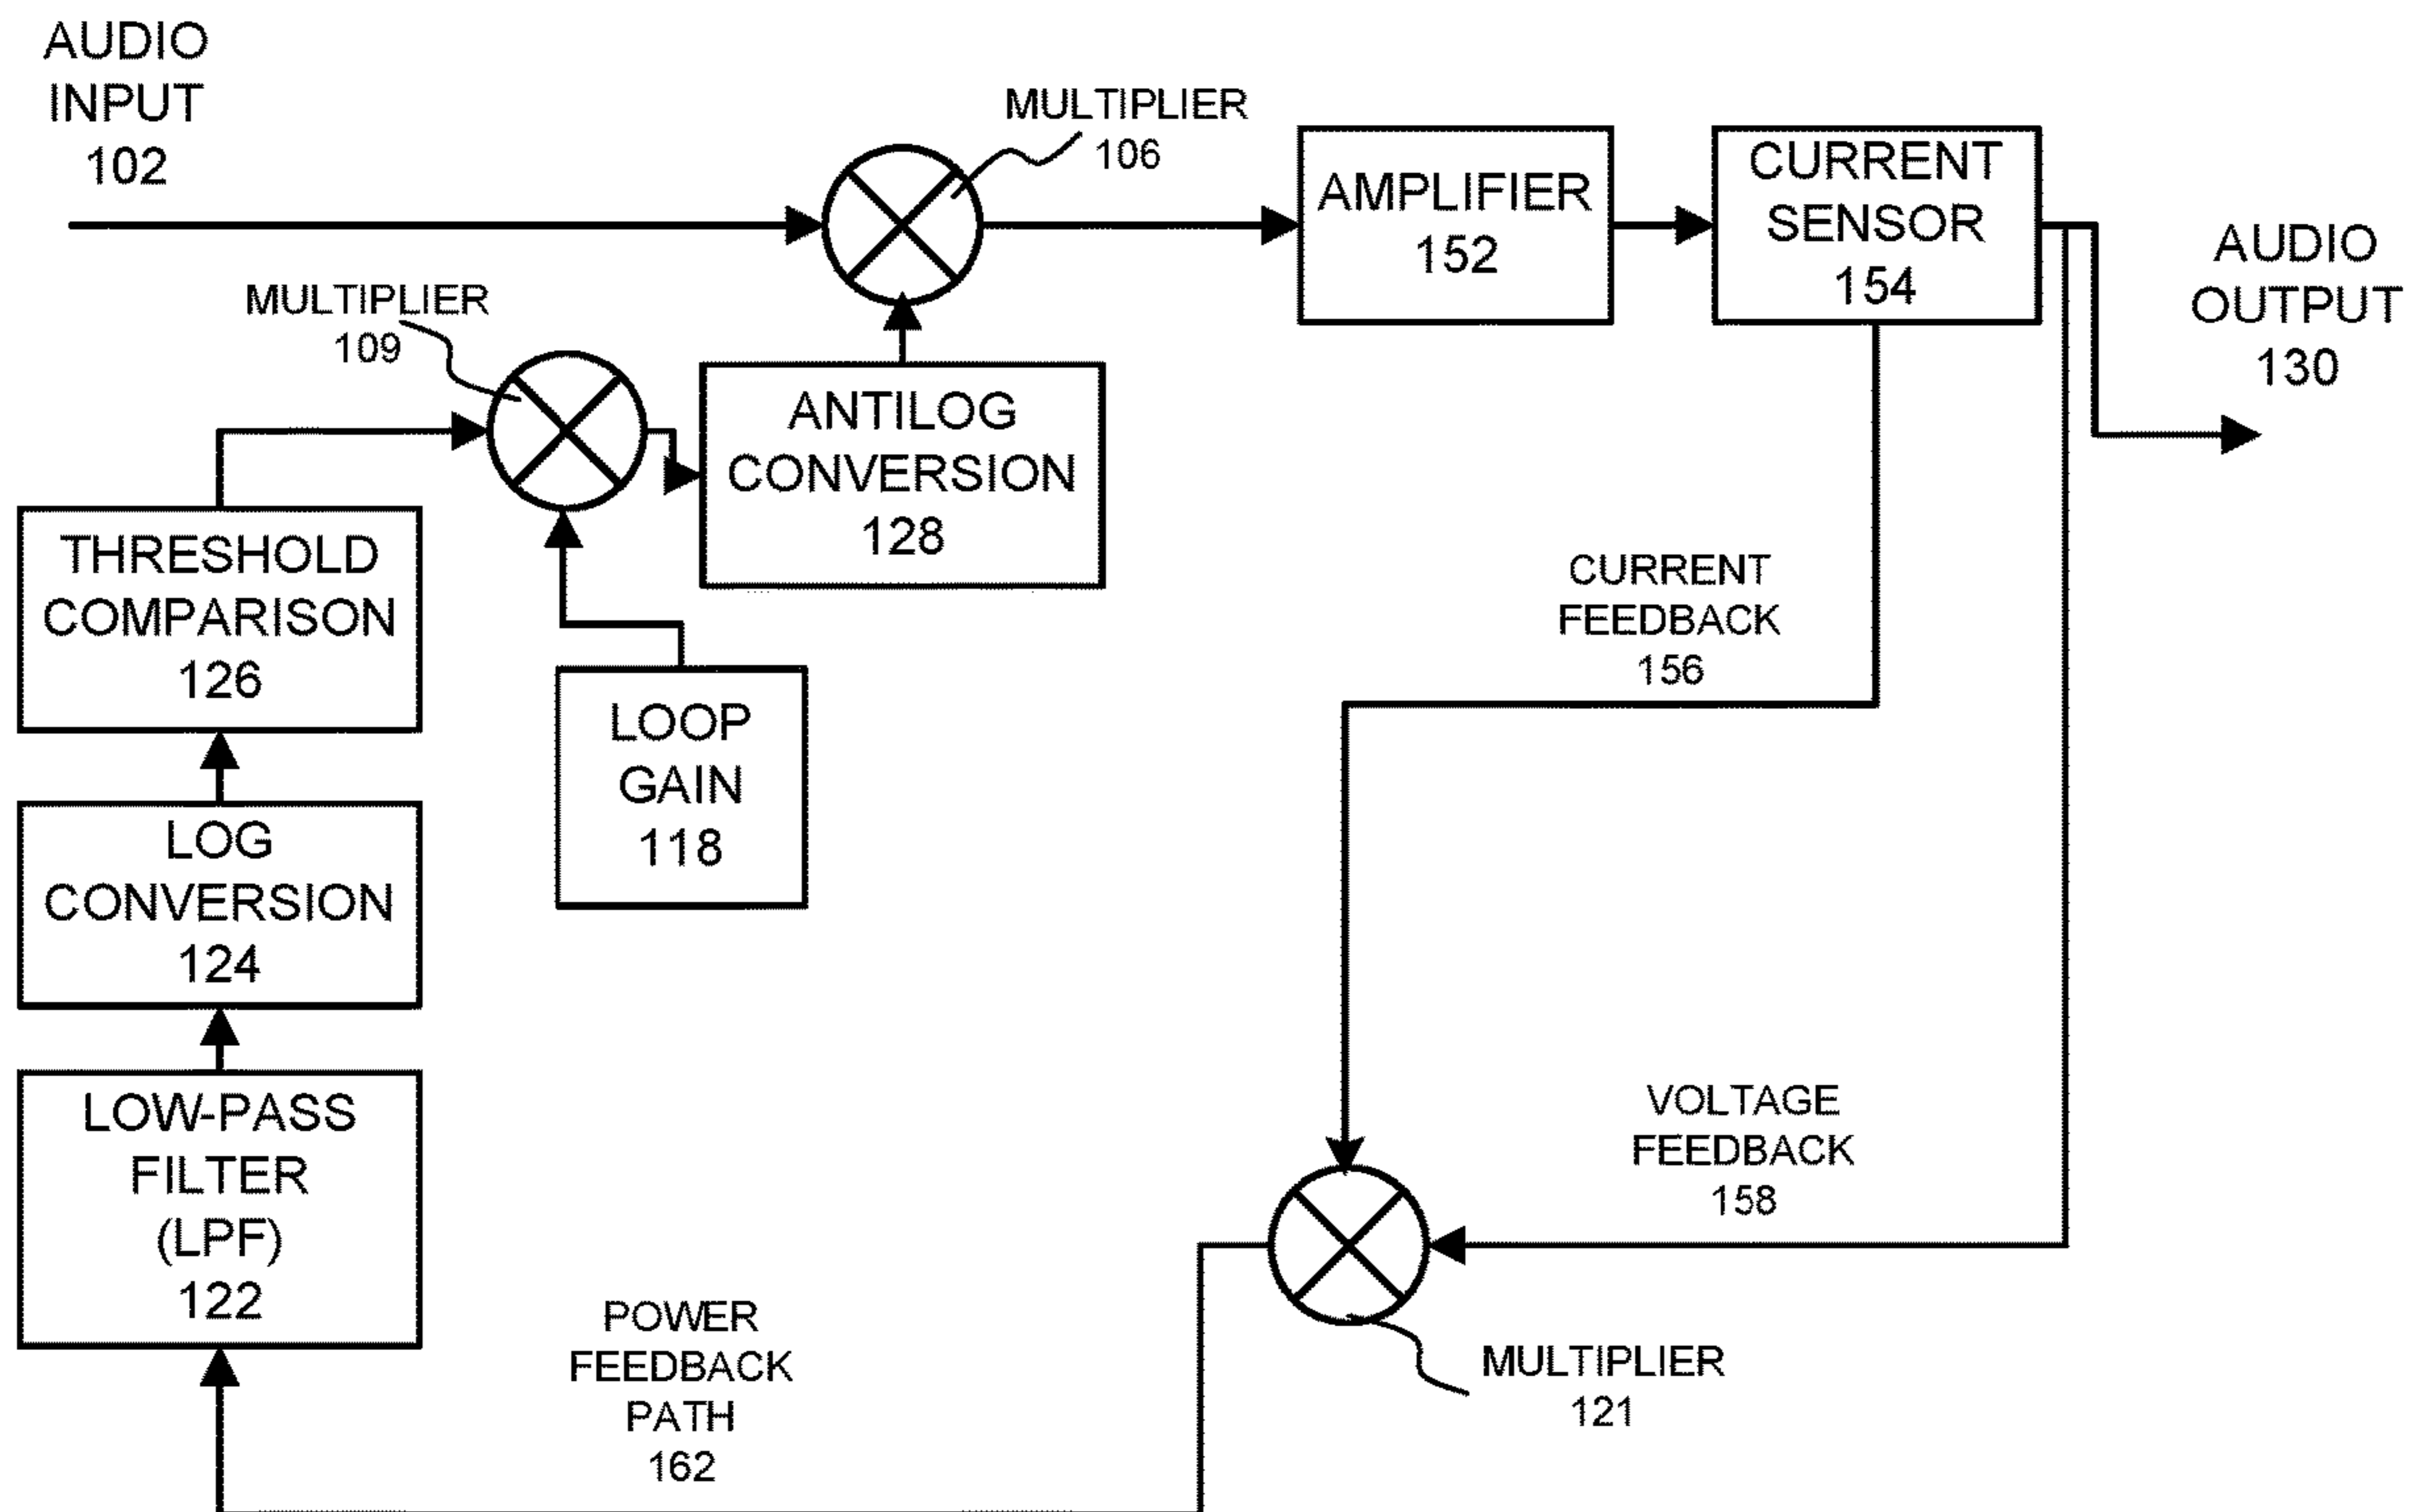 AUDIO
INPUT
102
MULTIPLIER
106
AMPLIFIER
152
CURRENT
SENSOR
154
AUDIO
OUTPUT
130
MULTIPLIER
109
ANTILOG
CONVERSION
128
THRESHOLD
COMPARISON
126
LOOP
GAIN
118
CURRENT
FEEDBACK
156
LOG
CONVERSION
124
LOW-PASS
FILTER
(LPF)
122
VOLTAGE
FEEDBACK
158
POWER
FEEDBACK
PATH
162
MULTIPLIER
121